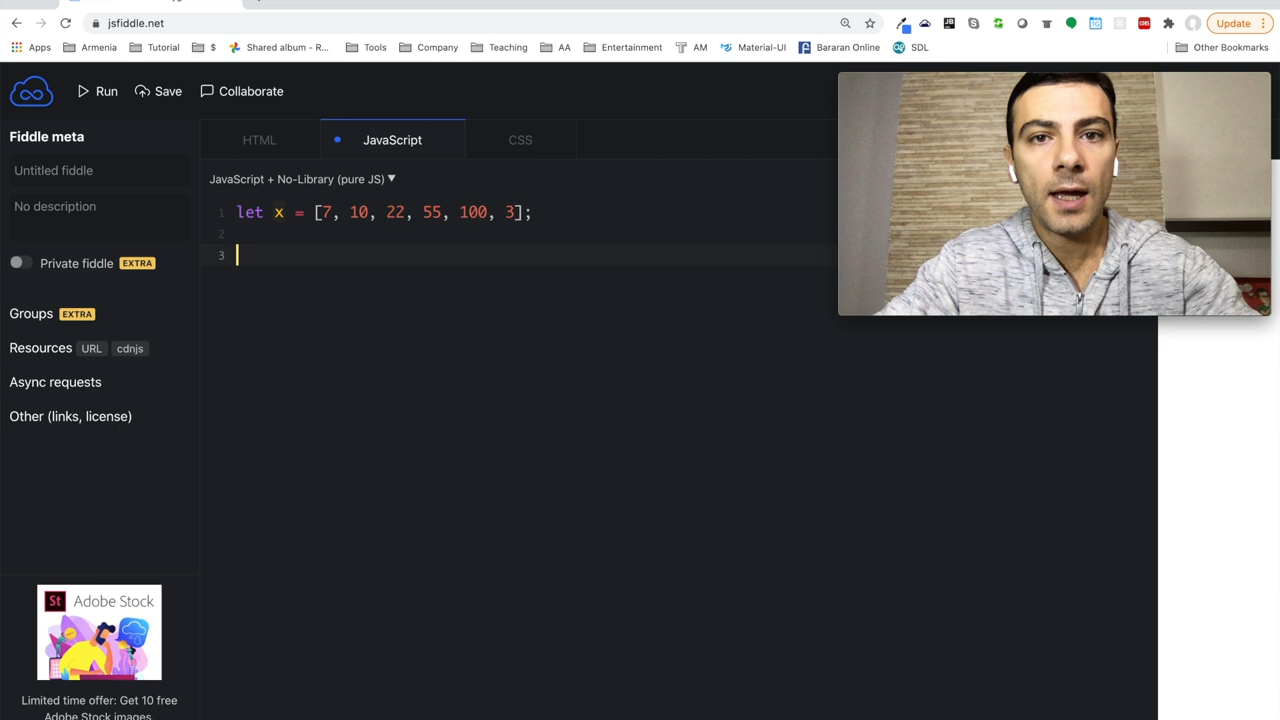 jsfiddle.net
Update
Apps
Armenia
Tutorial
$
Shared album - R...
Tools
Company
Teaching
AA
Entertainment
AM
Material-UI
Bararan Online
SDL
Other Bookmarks
Run
Save
Collaborate
Fiddle meta
HTML
JavaScript
CSS
Untitled fiddle
JavaScript + No-Library (pure JS)
No description
1 let x = [7, 10, 22, 55, 100, 3];
2
3
Private fiddle EXTRA
Groups EXTRA
Resources URL cdnjs
Async requests
Other (links, license)
St Adobe Stock
Limited time offer: Get 10 free
Adobe Stock images